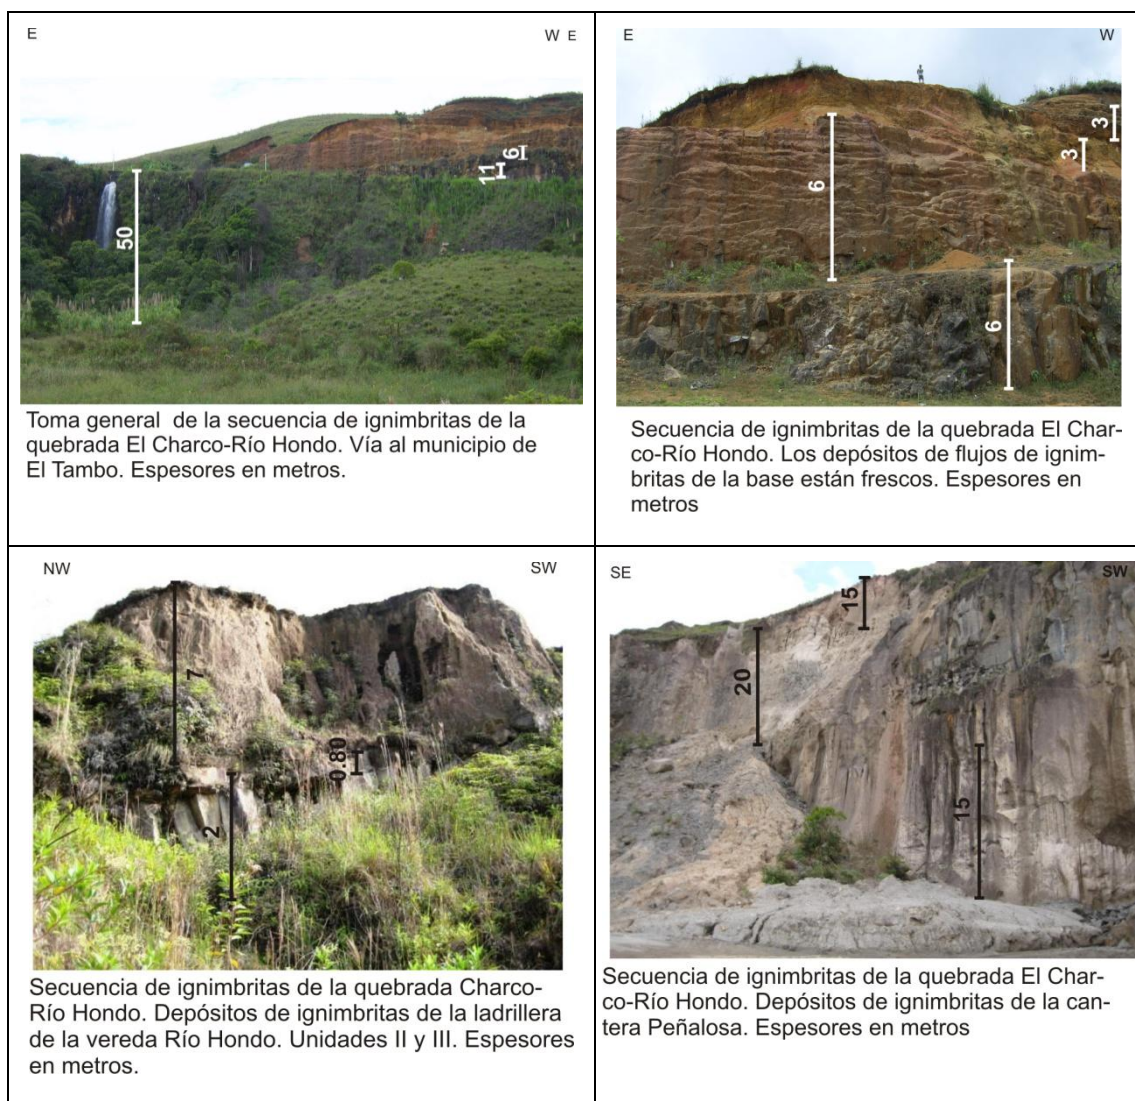 E
W E
50
11
6
Toma general de la secuencia de ignimbritas de la
quebrada El Charco-Río Hondo. Vía al municipio de
El Tambo. Espesores en metros.
E
W
6
3
3
6
Secuencia de ignimbritas de la quebrada El Char-
co-Río Hondo. Los depósitos de flujos de ignim-
britas de la base están frescos. Espesores en
metros
NW
SW
7
0.80
2
Secuencia de ignimbritas de la quebrada Charco-
Río Hondo. Depósitos de ignimbritas de la ladrillera
de la vereda Río Hondo. Unidades II y III. Espesores
en metros.
SE
SW
15
20
15
Secuencia de ignimbritas de la quebrada El Char-
co-Río Hondo. Depósitos de ignimbritas de la can-
tera Peñalosa. Espesores en metros